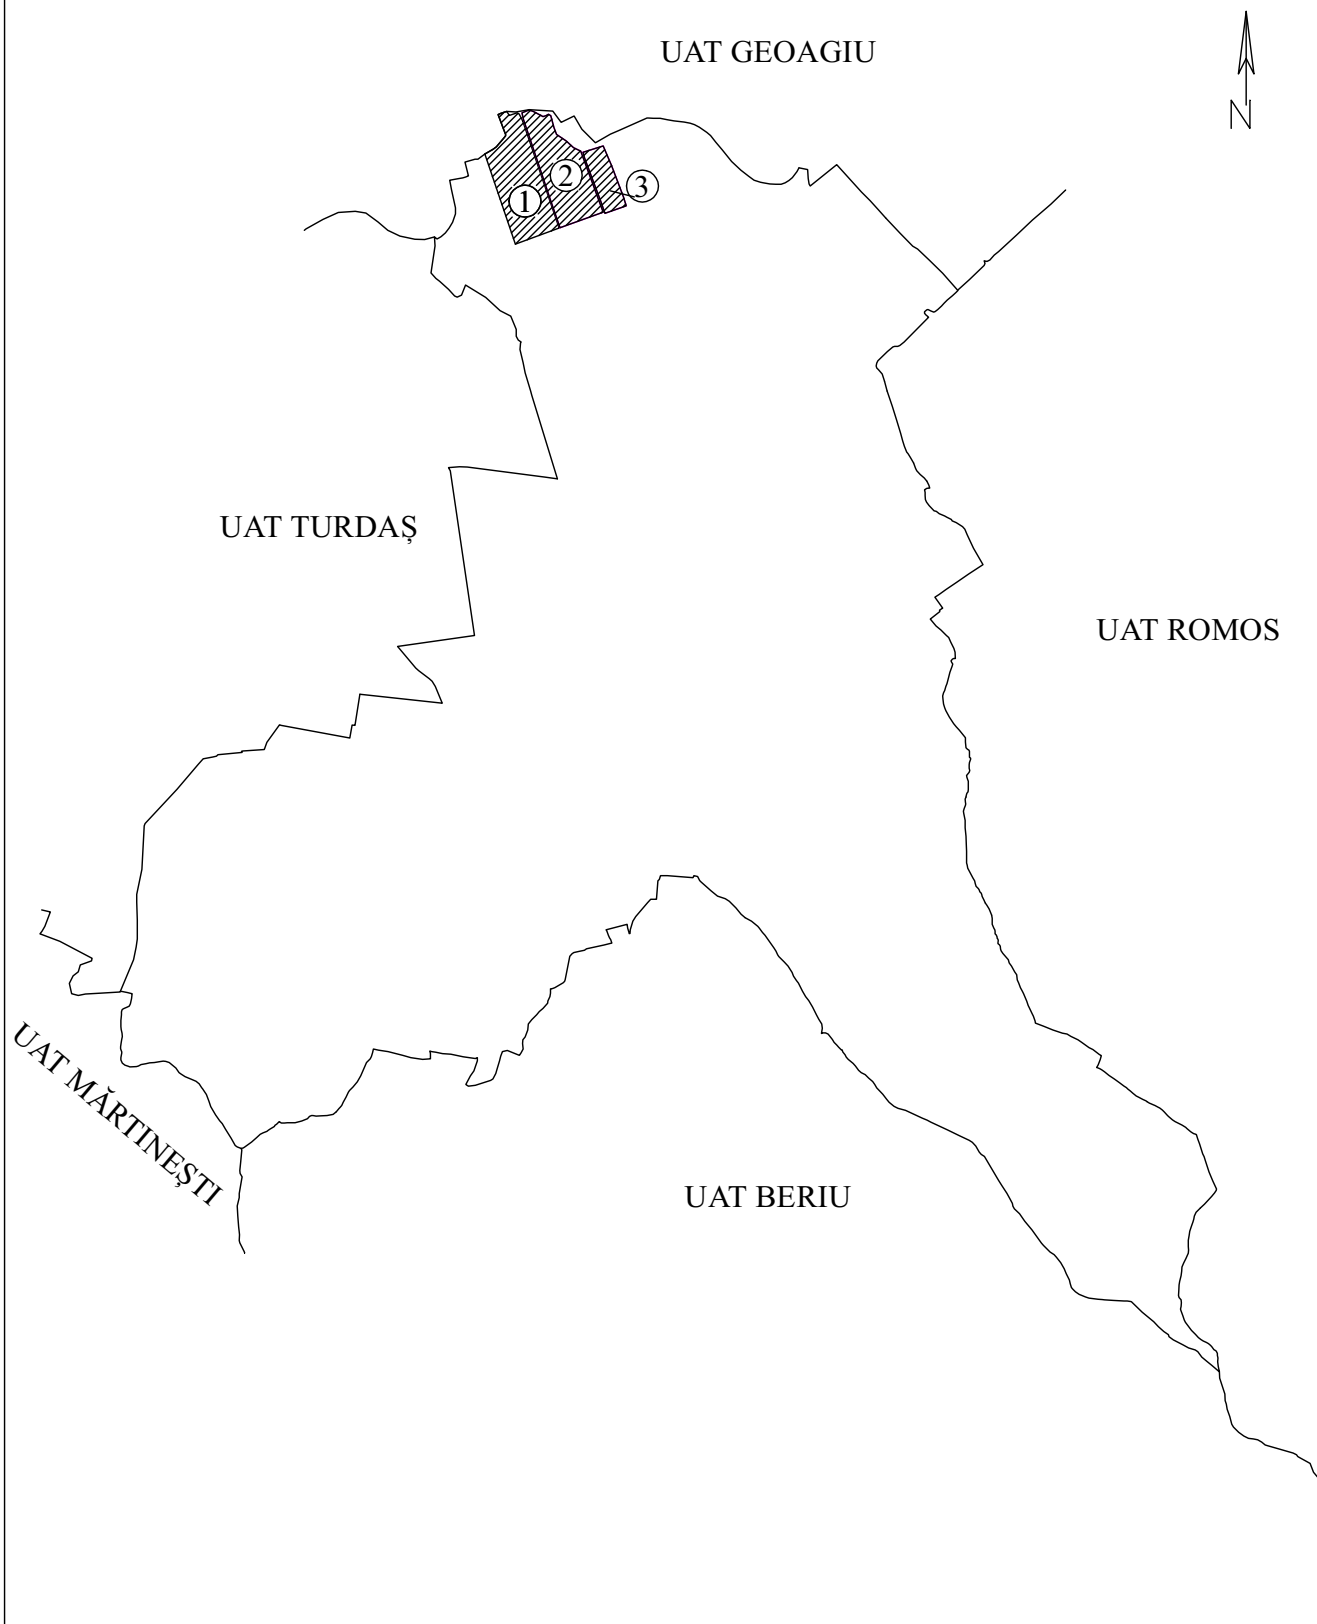 UAT GEOAGIU
N
1
2
3
UAT TURDAȘ
UAT ROMOS
UAT MĂRTINEȘTI
UAT BERIU